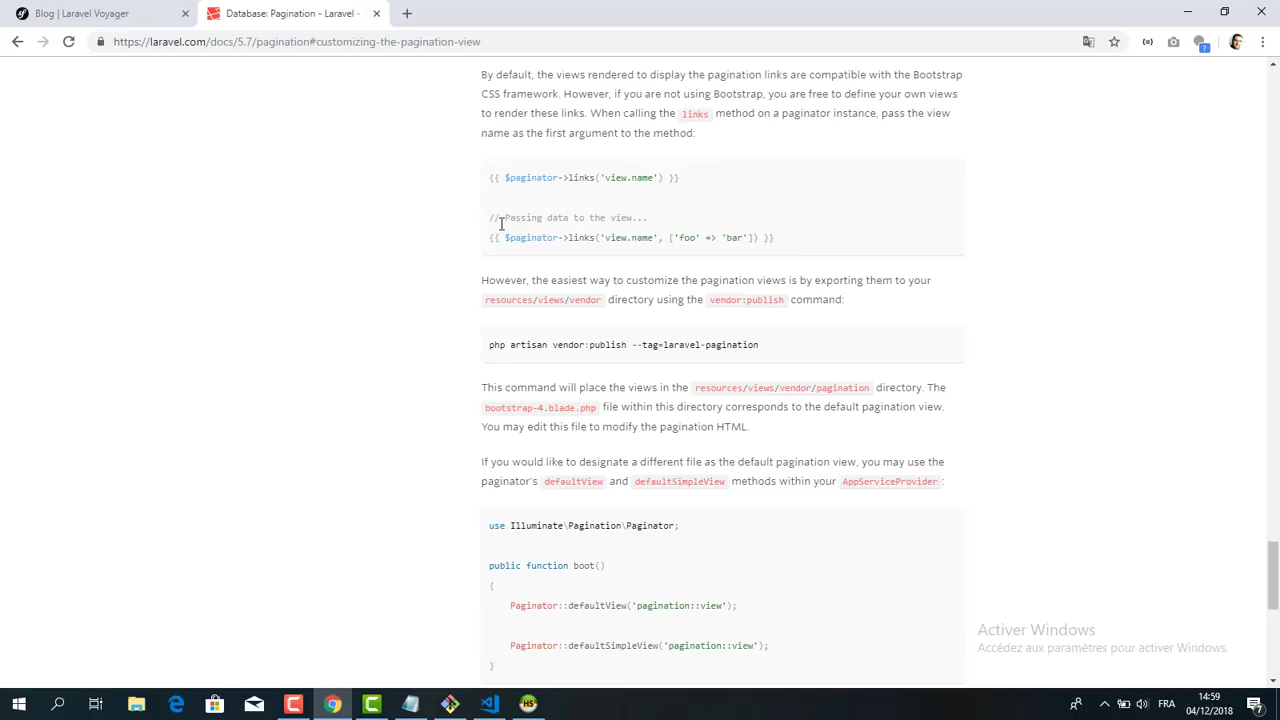 Blog | Laravel Voyager
Database: Pagination - Laravel -
https://laravel.com/docs/5.7/pagination#customizing-the-pagination-view
By default, the views rendered to display the pagination links are compatible with the Bootstrap
CSS framework. However, if you are not using Bootstrap, you are free to define your own views
to render these links. When calling the links method on a paginator instance, pass the view
name as the first argument to the method:
{{ $paginator->links('view.name') }}
// Passing data to the view...
{{ $paginator->links('view.name', ['foo' => 'bar']) }}
However, the easiest way to customize the pagination views is by exporting them to your
resources/views/vendor directory using the vendor:publish command:
php artisan vendor:publish --tag=laravel-pagination
This command will place the views in the resources/views/vendor/pagination directory. The
bootstrap-4.blade.php file within this directory corresponds to the default pagination view.
You may edit this file to modify the pagination HTML.
If you would like to designate a different file as the default pagination view, you may use the
paginator's defaultView and defaultSimpleView methods within your AppServiceProvider:
use Illuminate\Pagination\Paginator;
public function boot()
{
Paginator::defaultView('pagination::view');
Paginator::defaultSimpleView('pagination::view');
}
Activer Windows
Accédez aux paramètres pour activer Windows.
FRA
14:59
04/12/2018